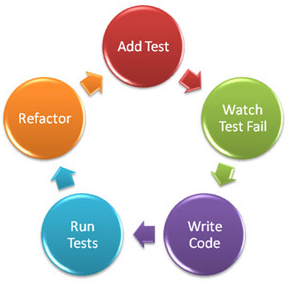 Add Test
Watch
Test Fail
Write
Code
Run
Tests
Refactor